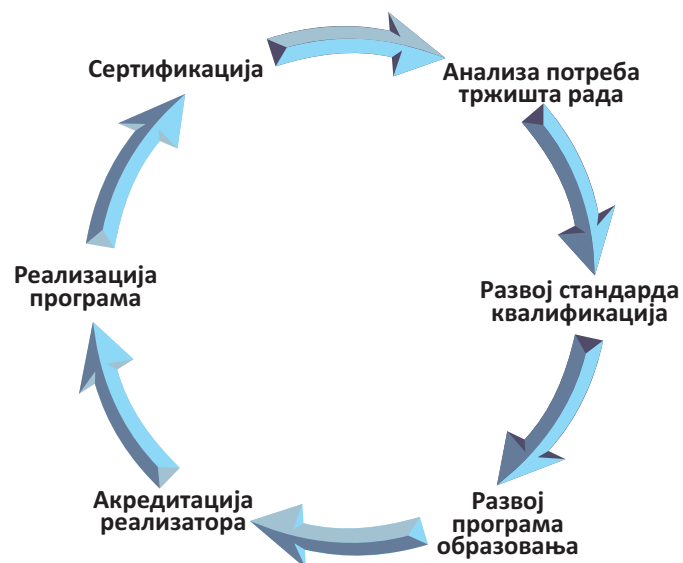 Сертификација
Анализа потреба
тржишта рада
Развој стандарда
квалификација
Развој
програма
образовања
Акредитација
реализатора
Реализација
програма